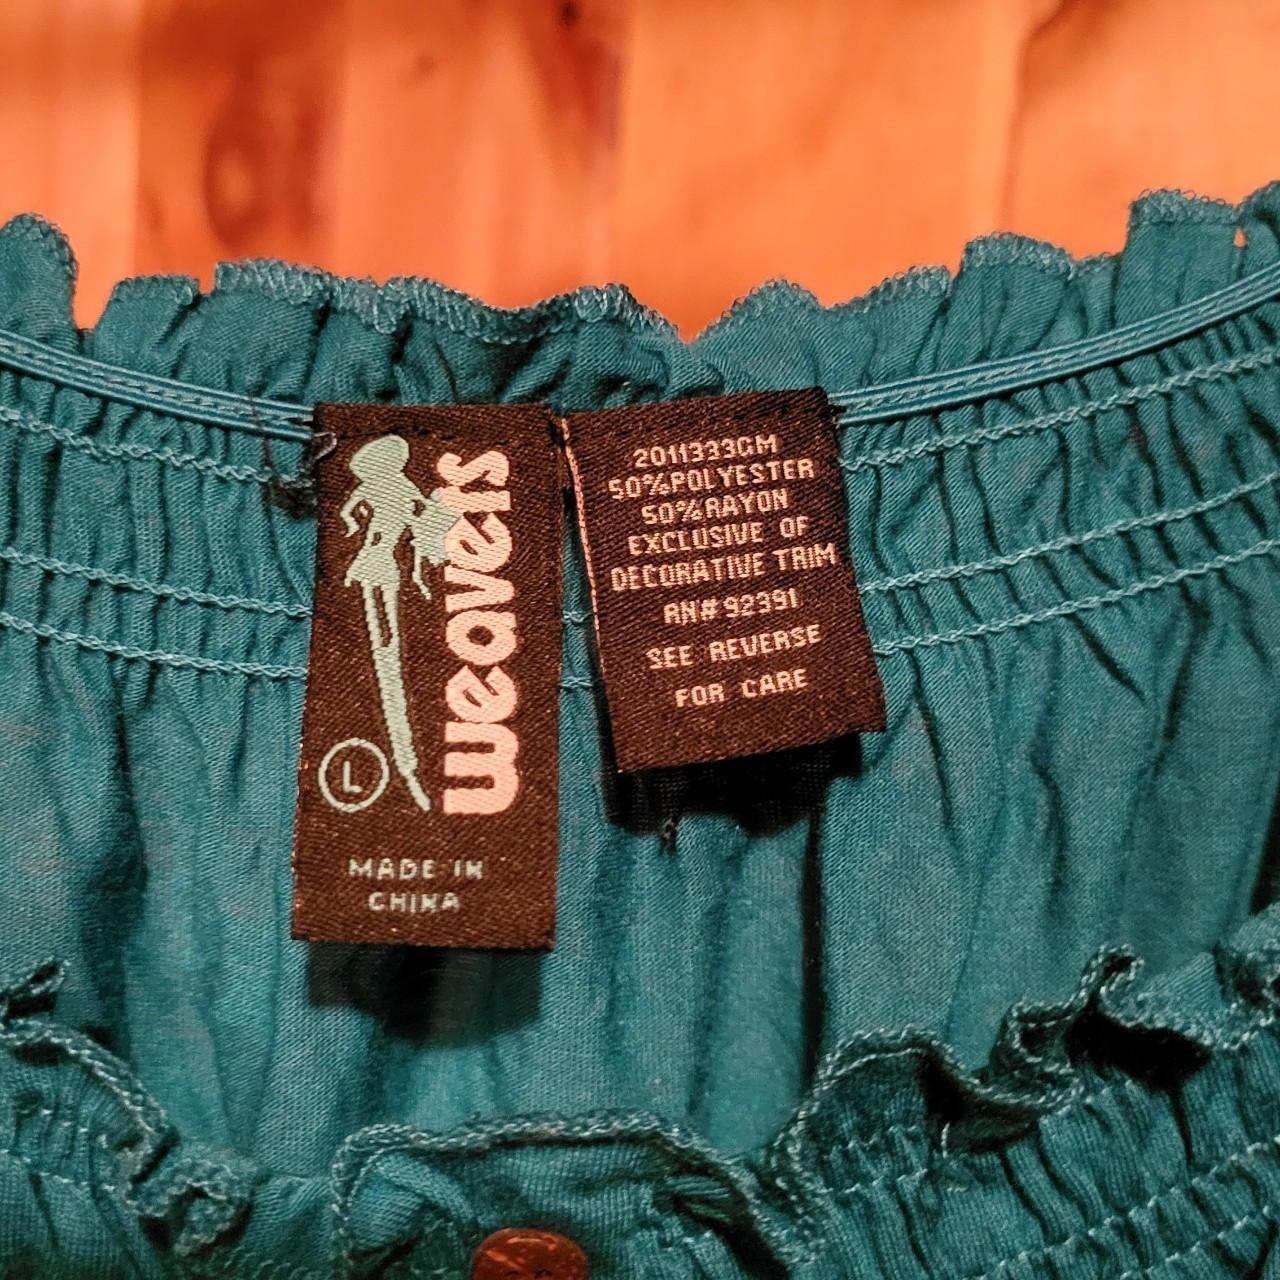 weavers
L
MADE IN
CHINA
2011333GM
50%POLYESTER
50%RAYON
EXCLUSIVE OF
DECORATIVE TRIM
RN# 92391
SEE REVERSE
FOR CARE